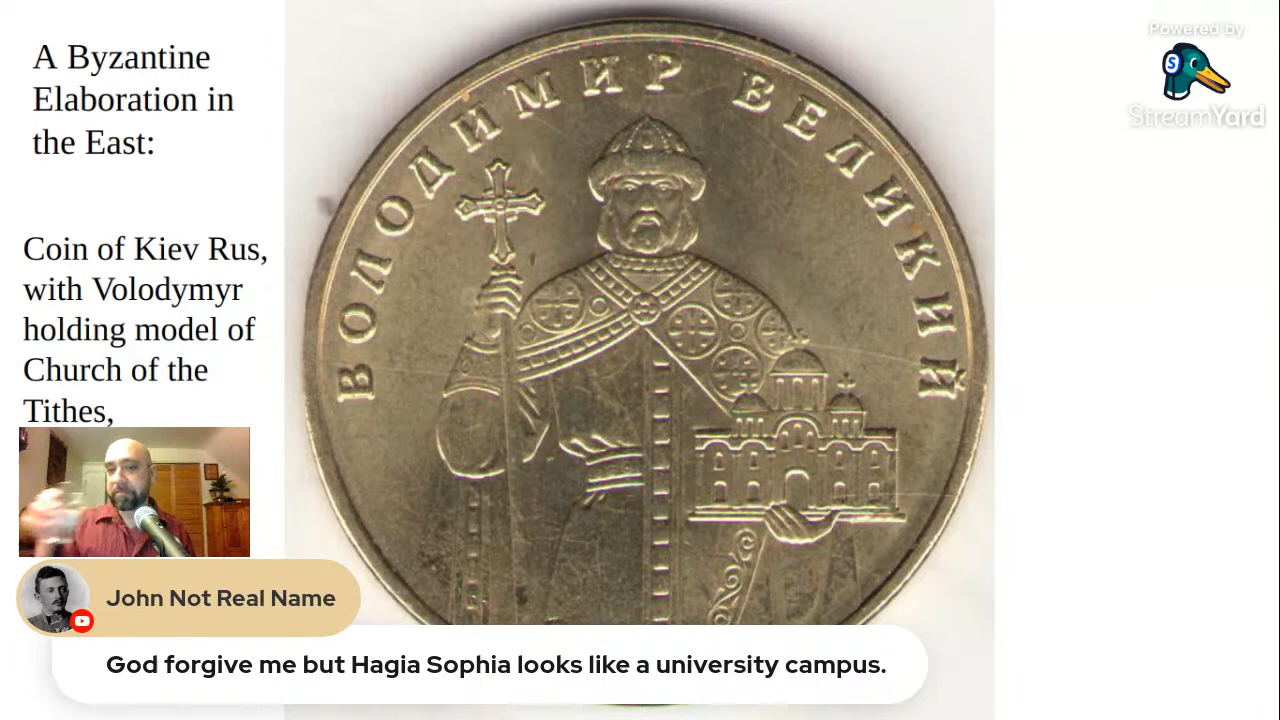 A Byzantine
Elaboration in
the East:
Coin of Kiev Rus,
with Volodymyr
holding model of
Church of the
Tithes,
ВОЛОДИМИР ВЕЛИКИЙ
Powered by
StreamYard
John Not Real Name
God forgive me but Hagia Sophia looks like a university campus.